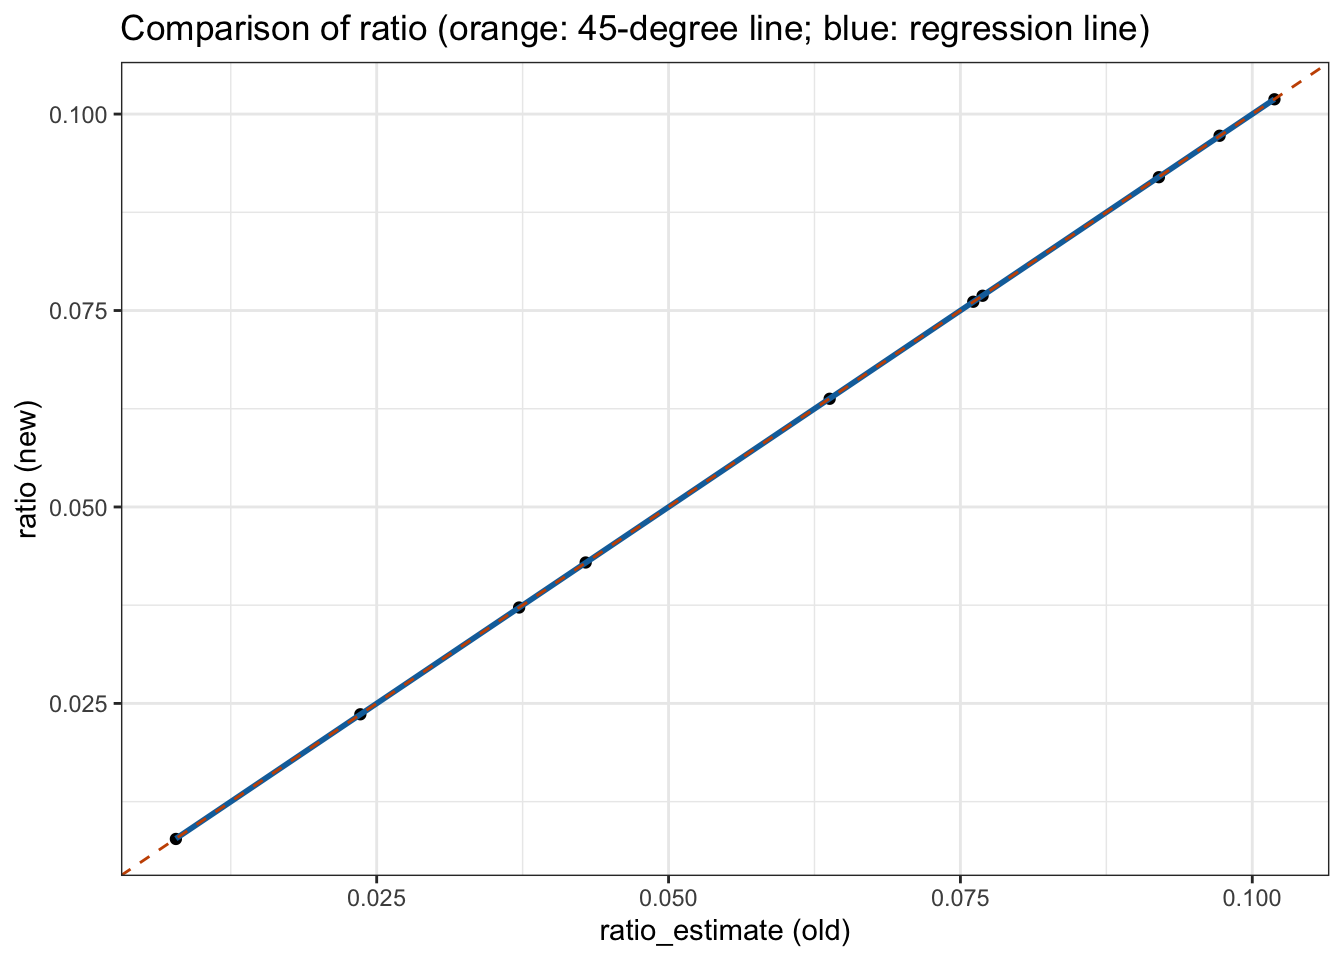 Comparison of ratio (orange: 45-degree line; blue: regression line)
0.100
0.075
0.050
0.025
ratio (new)
0.025 0.050 0.075 0.100
ratio_estimate (old)